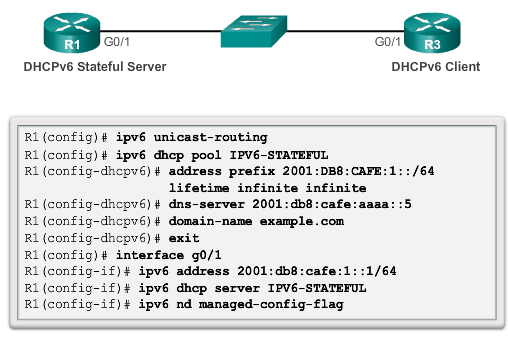 R1
G0/1
G0/1
R3
DHCPv6 Stateful Server
DHCPv6 Client
R1(config)# ipv6 unicast-routing
R1(config)# ipv6 dhcp pool IPV6-STATEFUL
R1(config-dhcpv6)# address prefix 2001:DB8:CAFE:1::/64
lifetime infinite infinite
R1(config-dhcpv6)# dns-server 2001:db8:cafe:aaaa::5
R1(config-dhcpv6)# domain-name example.com
R1(config-dhcpv6)# exit
R1(config)# interface g0/1
R1(config-if)# ipv6 address 2001:db8:cafe:1::1/64
R1(config-if)# ipv6 dhcp server IPV6-STATEFUL
R1(config-if)# ipv6 nd managed-config-flag